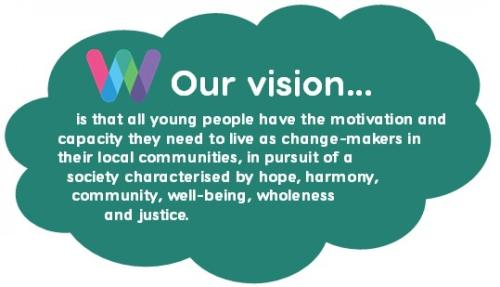 W Our vision...
is that all young people have the motivation and
capacity they need to live as change-makers in
their local communities, in pursuit of a
society characterised by hope, harmony,
community, well-being, wholeness
and justice.